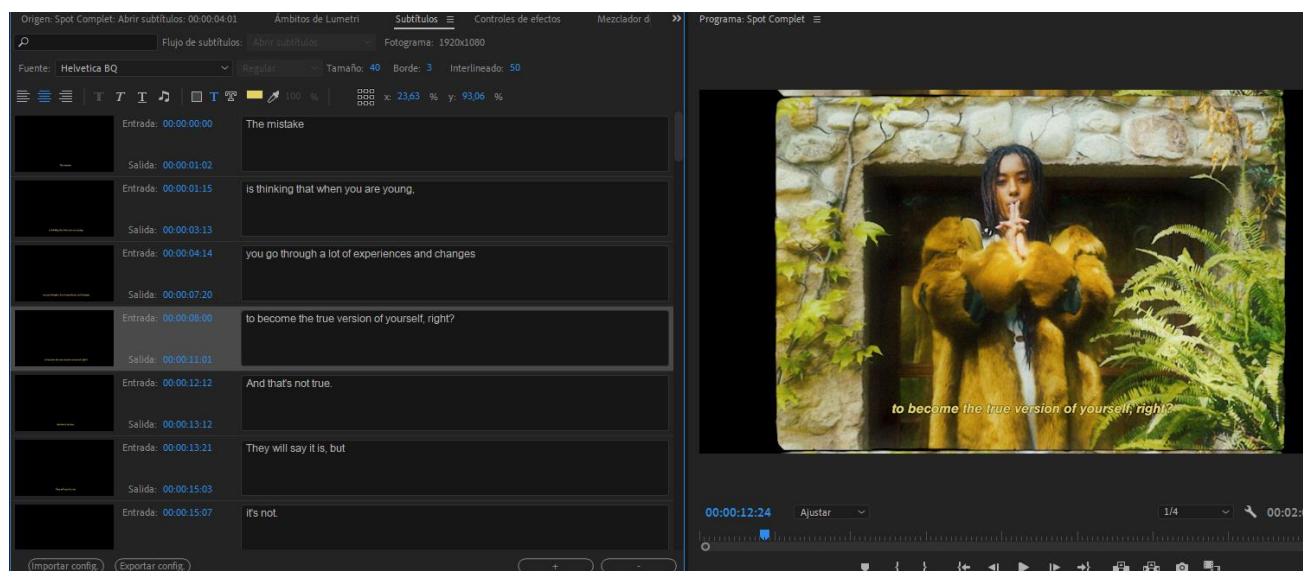 Origen: Spot Complet: Abrir subtítulos: 00:00:04:01 Ámbitos de Lumetri Subtítulos Controles de efectos Mezclador d Programa: Spot Complet
Flujo de subtítulos: Abrir subtítulos Fotograma: 1920x1080
Fuente: Helvetica BQ Regular Tamaño: 40 Borde: 3 Interlineado: 50
100 % x: 23,63 % y: 93,06 %
Entrada: 00:00:00:00 The mistake
Salida: 00:00:01:02
Entrada: 00:00:01:15 is thinking that when you are young,
Salida: 00:00:03:13
Entrada: 00:00:04:14 you go through a lot of experiences and changes
Salida: 00:00:07:20
Entrada: 00:00:08:00 to become the true version of yourself, right?
Salida: 00:00:11:01
Entrada: 00:00:12:12 And that's not true.
Salida: 00:00:13:12
Entrada: 00:00:13:21 They will say it is, but
Salida: 00:00:15:03
Entrada: 00:00:15:07 it's not.
Importar config. Exportar config. + -
to become the true version of yourself, right?
00:00:12:24 Ajustar 1/4 00:02: